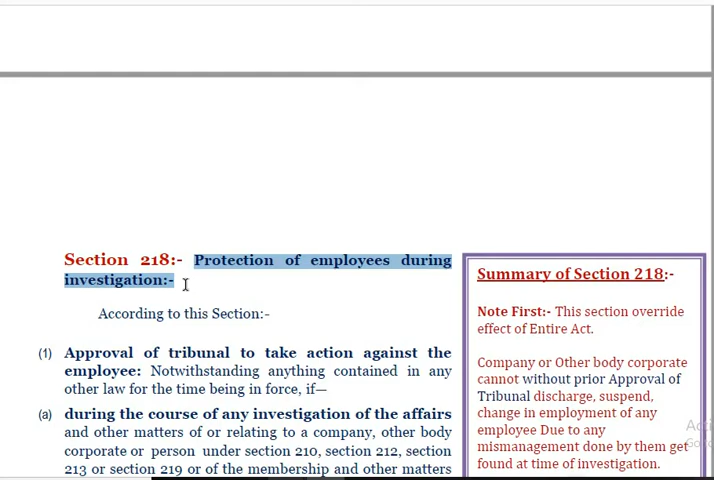 Section 218:- Protection of employees during
investigation:-
According to this Section:-
(1) Approval of tribunal to take action against the
employee: Notwithstanding anything contained in any
other law for the time being in force, if—
(a) during the course of any investigation of the affairs
and other matters of or relating to a company, other body
corporate or person under section 210, section 212, section
213 or section 219 or of the membership and other matters
Summary of Section 218:-
Note First:- This section override
effect of Entire Act.
Company or Other body corporate
cannot without prior Approval of
Tribunal discharge, suspend,
change in employment of any
employee Due to any
mismanagement done by them get
found at time of investigation.